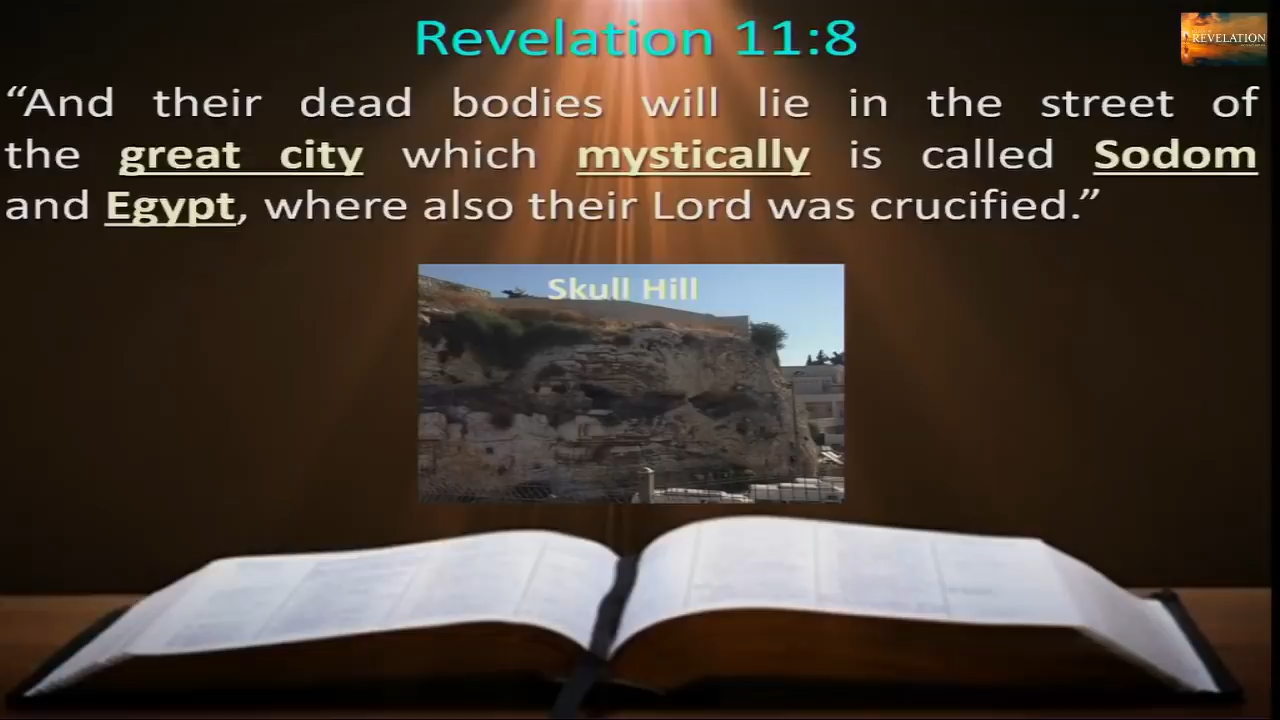 Revelation 11:8
REVELATION
“And their dead bodies will lie in the street of
the great city which mystically is called Sodom
and Egypt, where also their Lord was crucified.”
Skull Hill